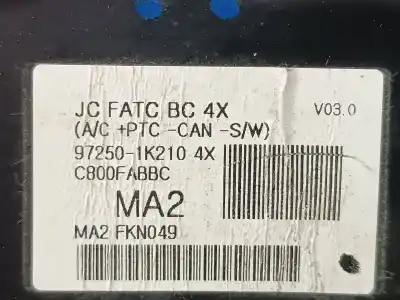 JC FATC BC 4X V03.0
(A/C +PTC -CAN -S/W)
97250-1K210 4X
C800FABBC
MA2
MA2 FKN049